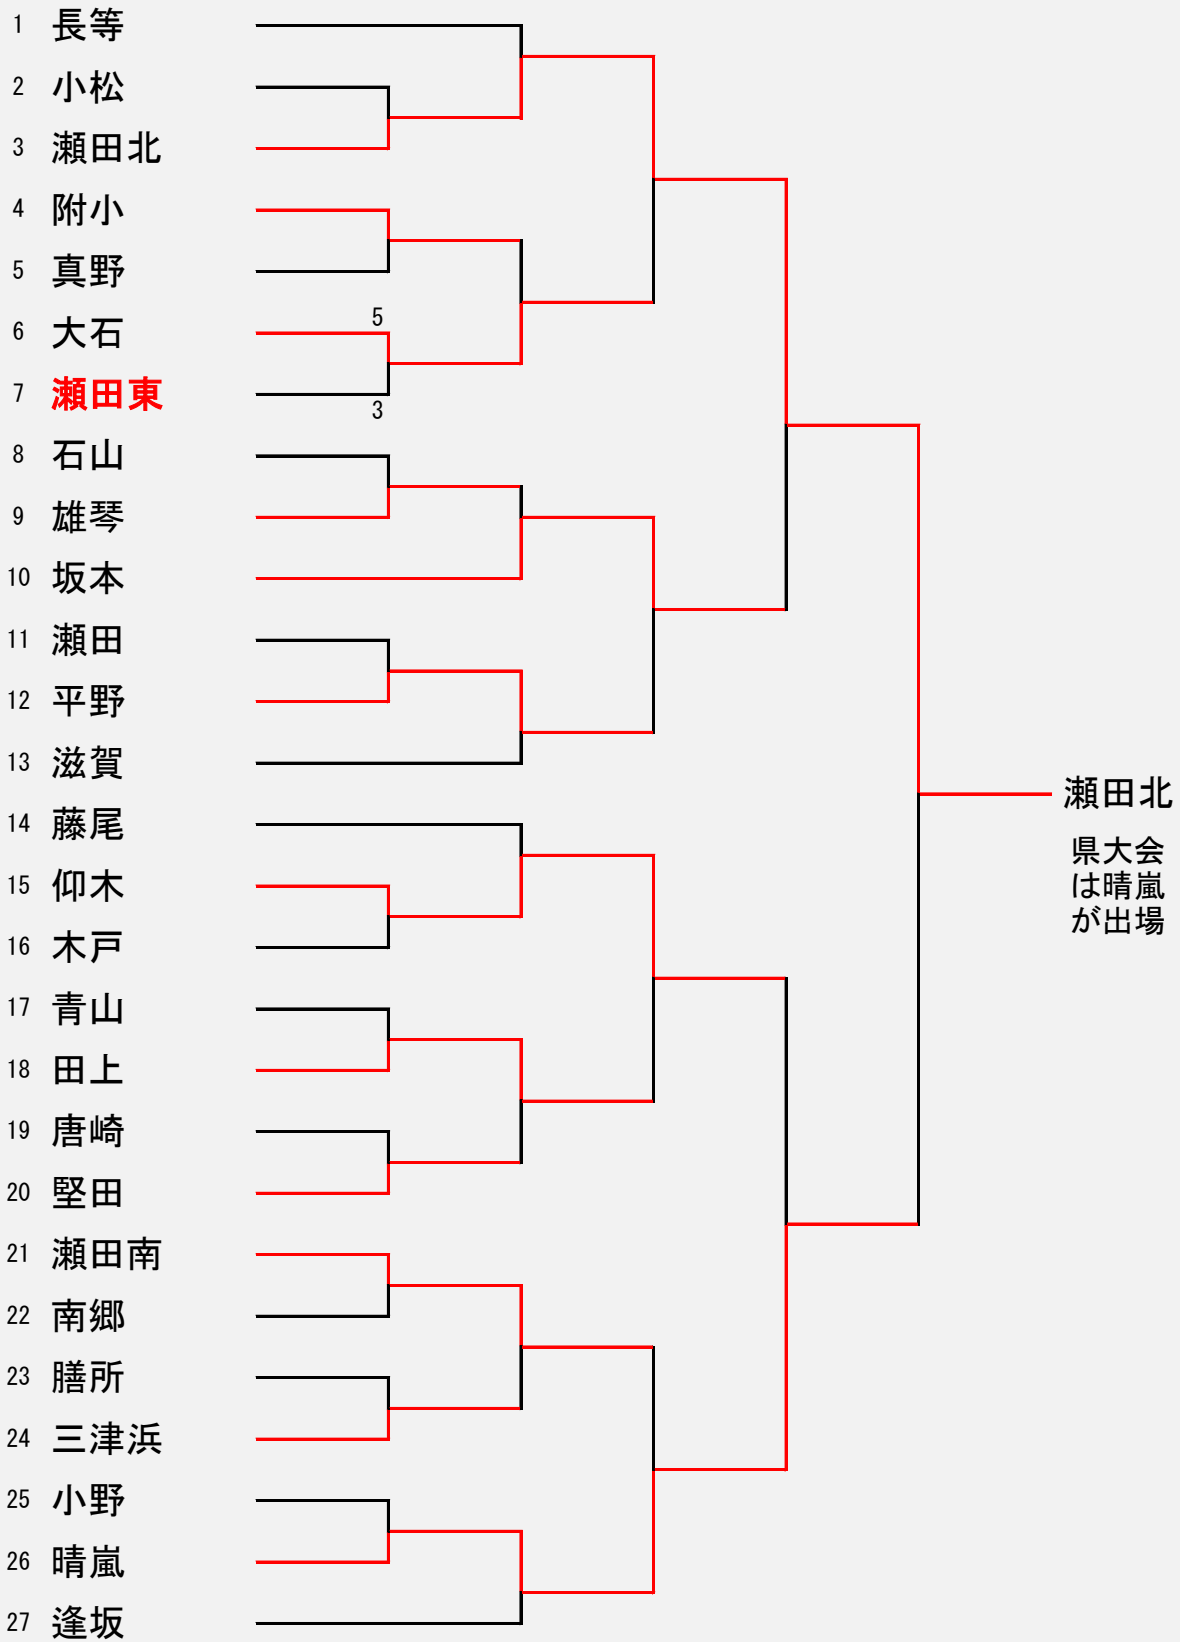 1 長等
2 小松
3 瀬田北
4 附小
5 真野
5
6 大石
7 瀬田東
3
8 石山
9 雄琴
10 坂本
11 瀬田
12 平野
13 滋賀
瀬田北
14 藤尾
県大会
は晴嵐
が出場
15 仰木
16 木戸
17 青山
18 田上
19 唐崎
20 堅田
21 瀬田南
22 南郷
23 膳所
24 三津浜
25 小野
26 晴嵐
27 逢坂